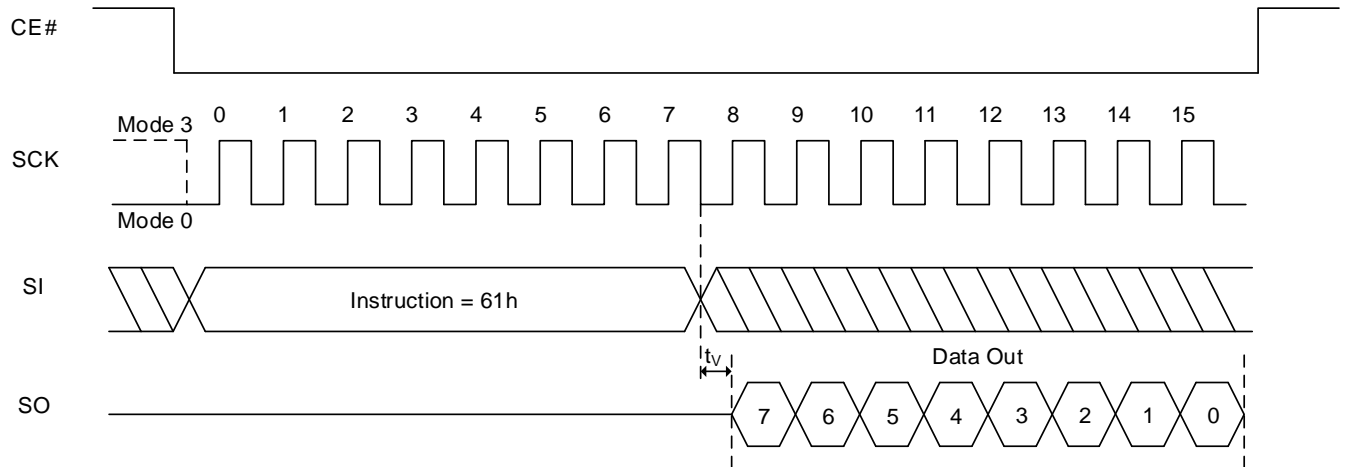 CE#
0 1 2 3 4 5 6 7 8 9 10 11 12 13 14 15
Mode 3
SCK
Mode 0
SI
Instruction = 61h
tV
Data Out
SO
7 6 5 4 3 2 1 0